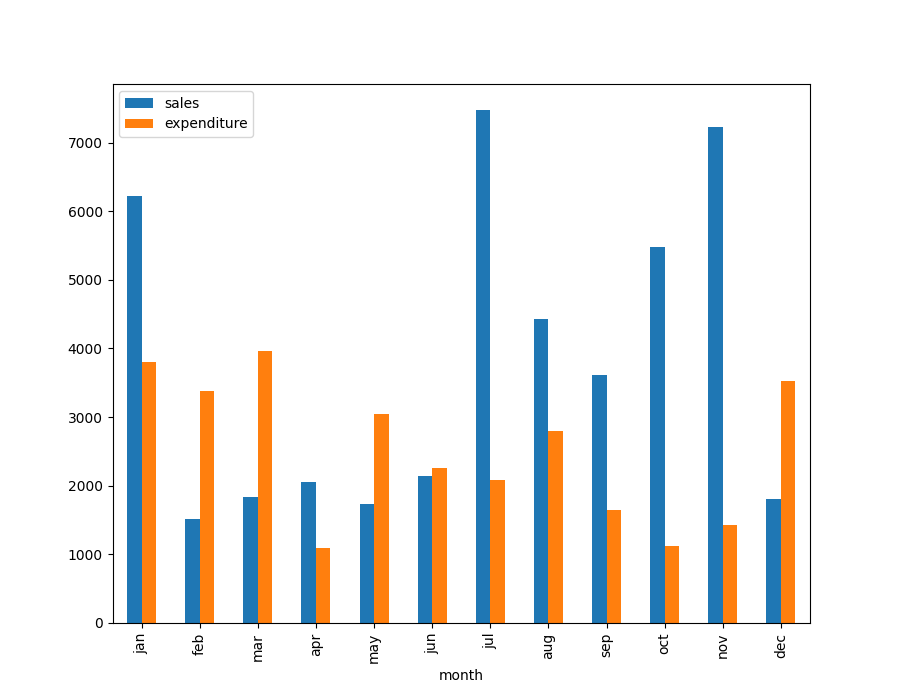 sales
expenditure
7000
6000
5000
4000
3000
2000
1000
0
jan
feb
mar
apr
may
jun
jul
aug
sep
oct
nov
dec
month